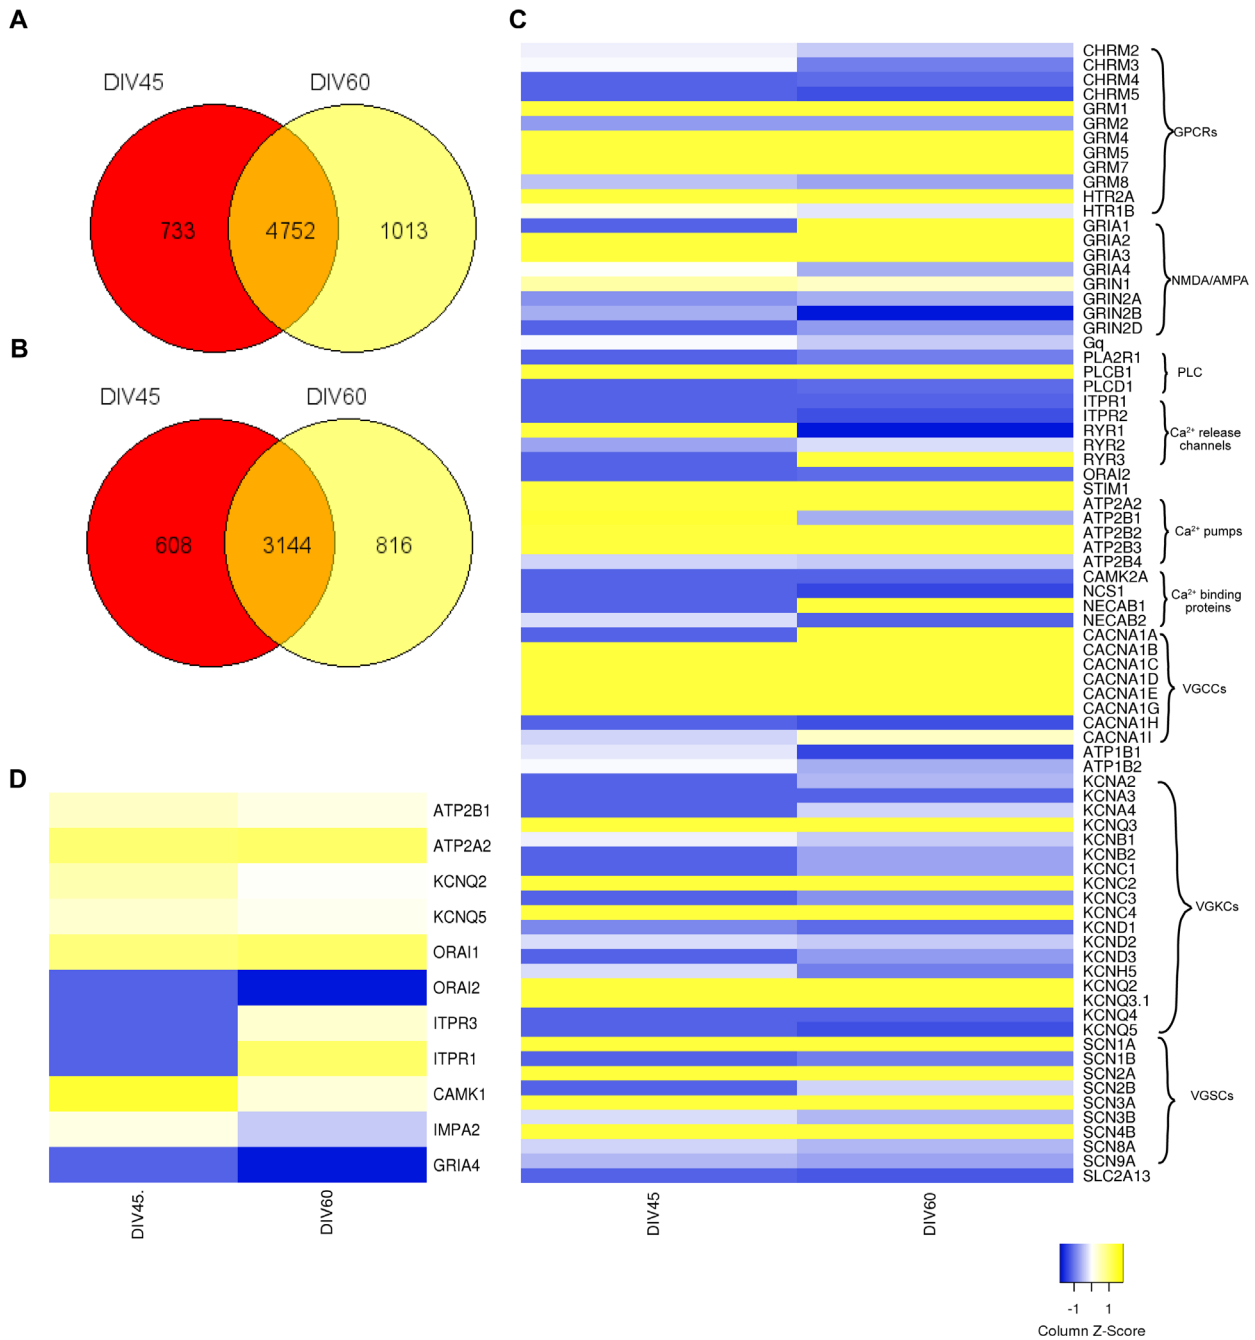 A
DIV45
DIV60
733
4752
1013
B
DIV45
DIV60
608
3144
816
C
CHRM2
CHRM3
CHRM4
CHRM5
GRM1
GRM2
GRM4
GRM5
GRM7
GRM8
HTR2A
HTR1B
GRIA1
GRIA2
GRIA3
GRIA4
GRIN1
GRIN2A
GRIN2B
GRIN2D
Gq
PLA2R1
PLCB1
PLCD1
ITPR1
ITPR2
RYR1
RYR2
RYR3
ORAI2
STIM1
ATP2A2
ATP2B1
ATP2B2
ATP2B3
ATP2B4
CAMK2A
NCS1
NECAB1
NECAB2
CACNA1A
CACNA1B
CACNA1C
CACNA1D
CACNA1E
CACNA1G
CACNA1H
CACNA1I
ATP1B1
ATP1B2
KCNA2
KCNA3
KCNA4
KCNQ3
KCNB1
KCNB2
KCNC1
KCNC2
KCNC3
KCNC4
KCND1
KCND2
KCND3
KCNH5
KCNQ2
KCNQ3.1
KCNQ4
KCNQ5
SCN1A
SCN1B
SCN2A
SCN2B
SCN3A
SCN3B
SCN4B
SCN8A
SCN9A
SLC2A13
GPCRs
NMDA/AMPA
PLC
Ca²⁺ release
channels
Ca²⁺ pumps
Ca²⁺ binding
proteins
VGCCs
VGKCs
VGSCs
DIV45
DIV60
D
ATP2B1
ATP2A2
KCNQ2
KCNQ5
ORAI1
ORAI2
ITPR3
ITPR1
CAMK1
IMPA2
GRIA4
DIV45.
DIV60
-1 1
Column Z-Score